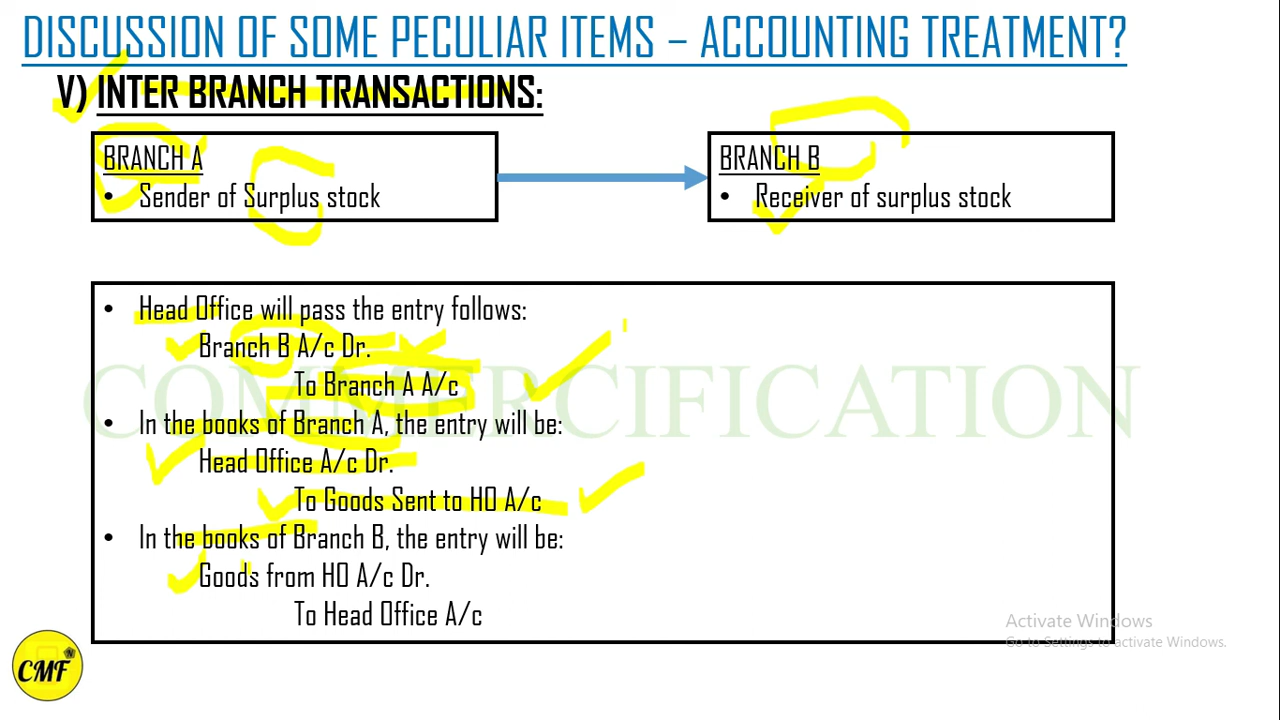 DISCUSSION OF SOME PECULIAR ITEMS – ACCOUNTING TREATMENT?
V) INTER BRANCH TRANSACTIONS:
BRANCH A
• Sender of Surplus stock
BRANCH B
• Receiver of surplus stock
• Head Office will pass the entry follows:
Branch B A/c Dr.
To Branch A A/c
• In the books of Branch A, the entry will be:
Head Office A/c Dr.
To Goods Sent to HO A/c
• In the books of Branch B, the entry will be:
Goods from HO A/c Dr.
To Head Office A/c
COMMERCIFICATION
Activate Windows
Go to Settings to activate Windows.
CMF